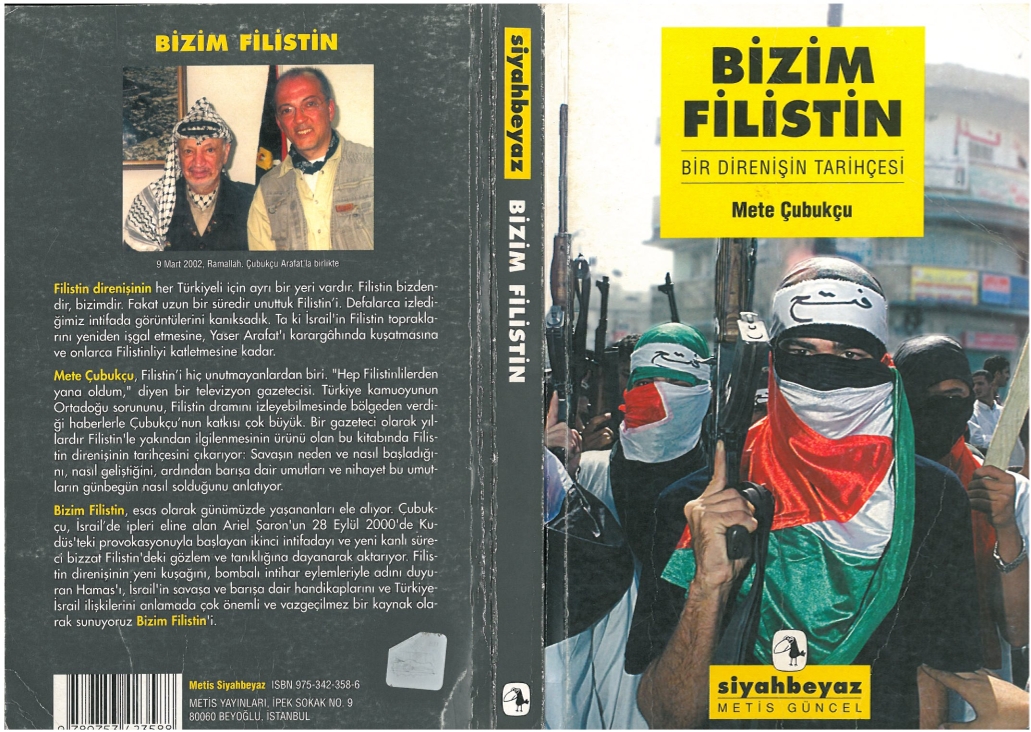 BİZİM FİLİSTİN
9 Mart 2002, Ramallah. Çubukçu Arafat'la birlikte
Filistin direnişinin her Türkiyeli için ayrı bir yeri vardır. Filistin bizden-
dir, bizimdir. Fakat uzun bir süredir unuttuk Filistin'i. Defalarca izledi-
ğimiz intifada görüntülerini kanıksadık. Ta ki İsrail'in Filistin toprakla-
rını yeniden işgal etmesine, Yaser Arafat'ı karargâhında kuşatmasına
ve onlarca Filistinliyi katletmesine kadar.
Mete Çubukçu, Filistin'i hiç unutmayanlardan biri. "Hep Filistinlilerden
yana oldum," diyen bir televizyon gazetecisi. Türkiye kamuoyunun
Ortadoğu sorununu, Filistin dramını izleyebilmesinde bölgeden verdi-
ği haberlerle Çubukçu'nun katkısı çok büyük. Bir gazeteci olarak yıl-
lardır Filistin'le yakından ilgilenmesinin ürünü olan bu kitabında Filis-
tin direnişinin tarihçesini çıkarıyor: Savaşın neden ve nasıl başladığı-
nı, nasıl geliştiğini, ardından barışa dair umutları ve nihayet bu umut-
ların günbegün nasıl solduğunu anlatıyor.
Bizim Filistin, esas olarak günümüzde yaşananları ele alıyor. Çubuk-
çu, İsrail'de ipleri eline alan Ariel Şaron'un 28 Eylül 2000'de Ku-
düs'teki provokasyonuyla başlayan ikinci intifadayı ve yeni kanlı süre-
ci bizzat Filistin'deki gözlem ve tanıklığına dayanarak aktarıyor. Filis-
tin direnişinin yeni kuşağını, bombalı intihar eylemleriyle adını duyu-
ran Hamas'ı, İsrail'in savaşa ve barışa dair handikaplarını ve Türkiye-
İsrail ilişkilerini anlamada çok önemli ve vazgeçilmez bir kaynak ola-
rak sunuyoruz Bizim Filistin'i.
Metis Siyahbeyaz ISBN 975-342-358-6
METİS YAYINLARI, İPEK SOKAK NO. 9
80060 BEYOĞLU, İSTANBUL
siyahbeyaz
BİZİM FİLİSTİN
BİZİM
FİLİSTİN
BİR DİRENİŞİN TARİHÇESİ
Mete Çubukçu
فتح
فتح
siyahbeyaz
METİS GÜNCEL